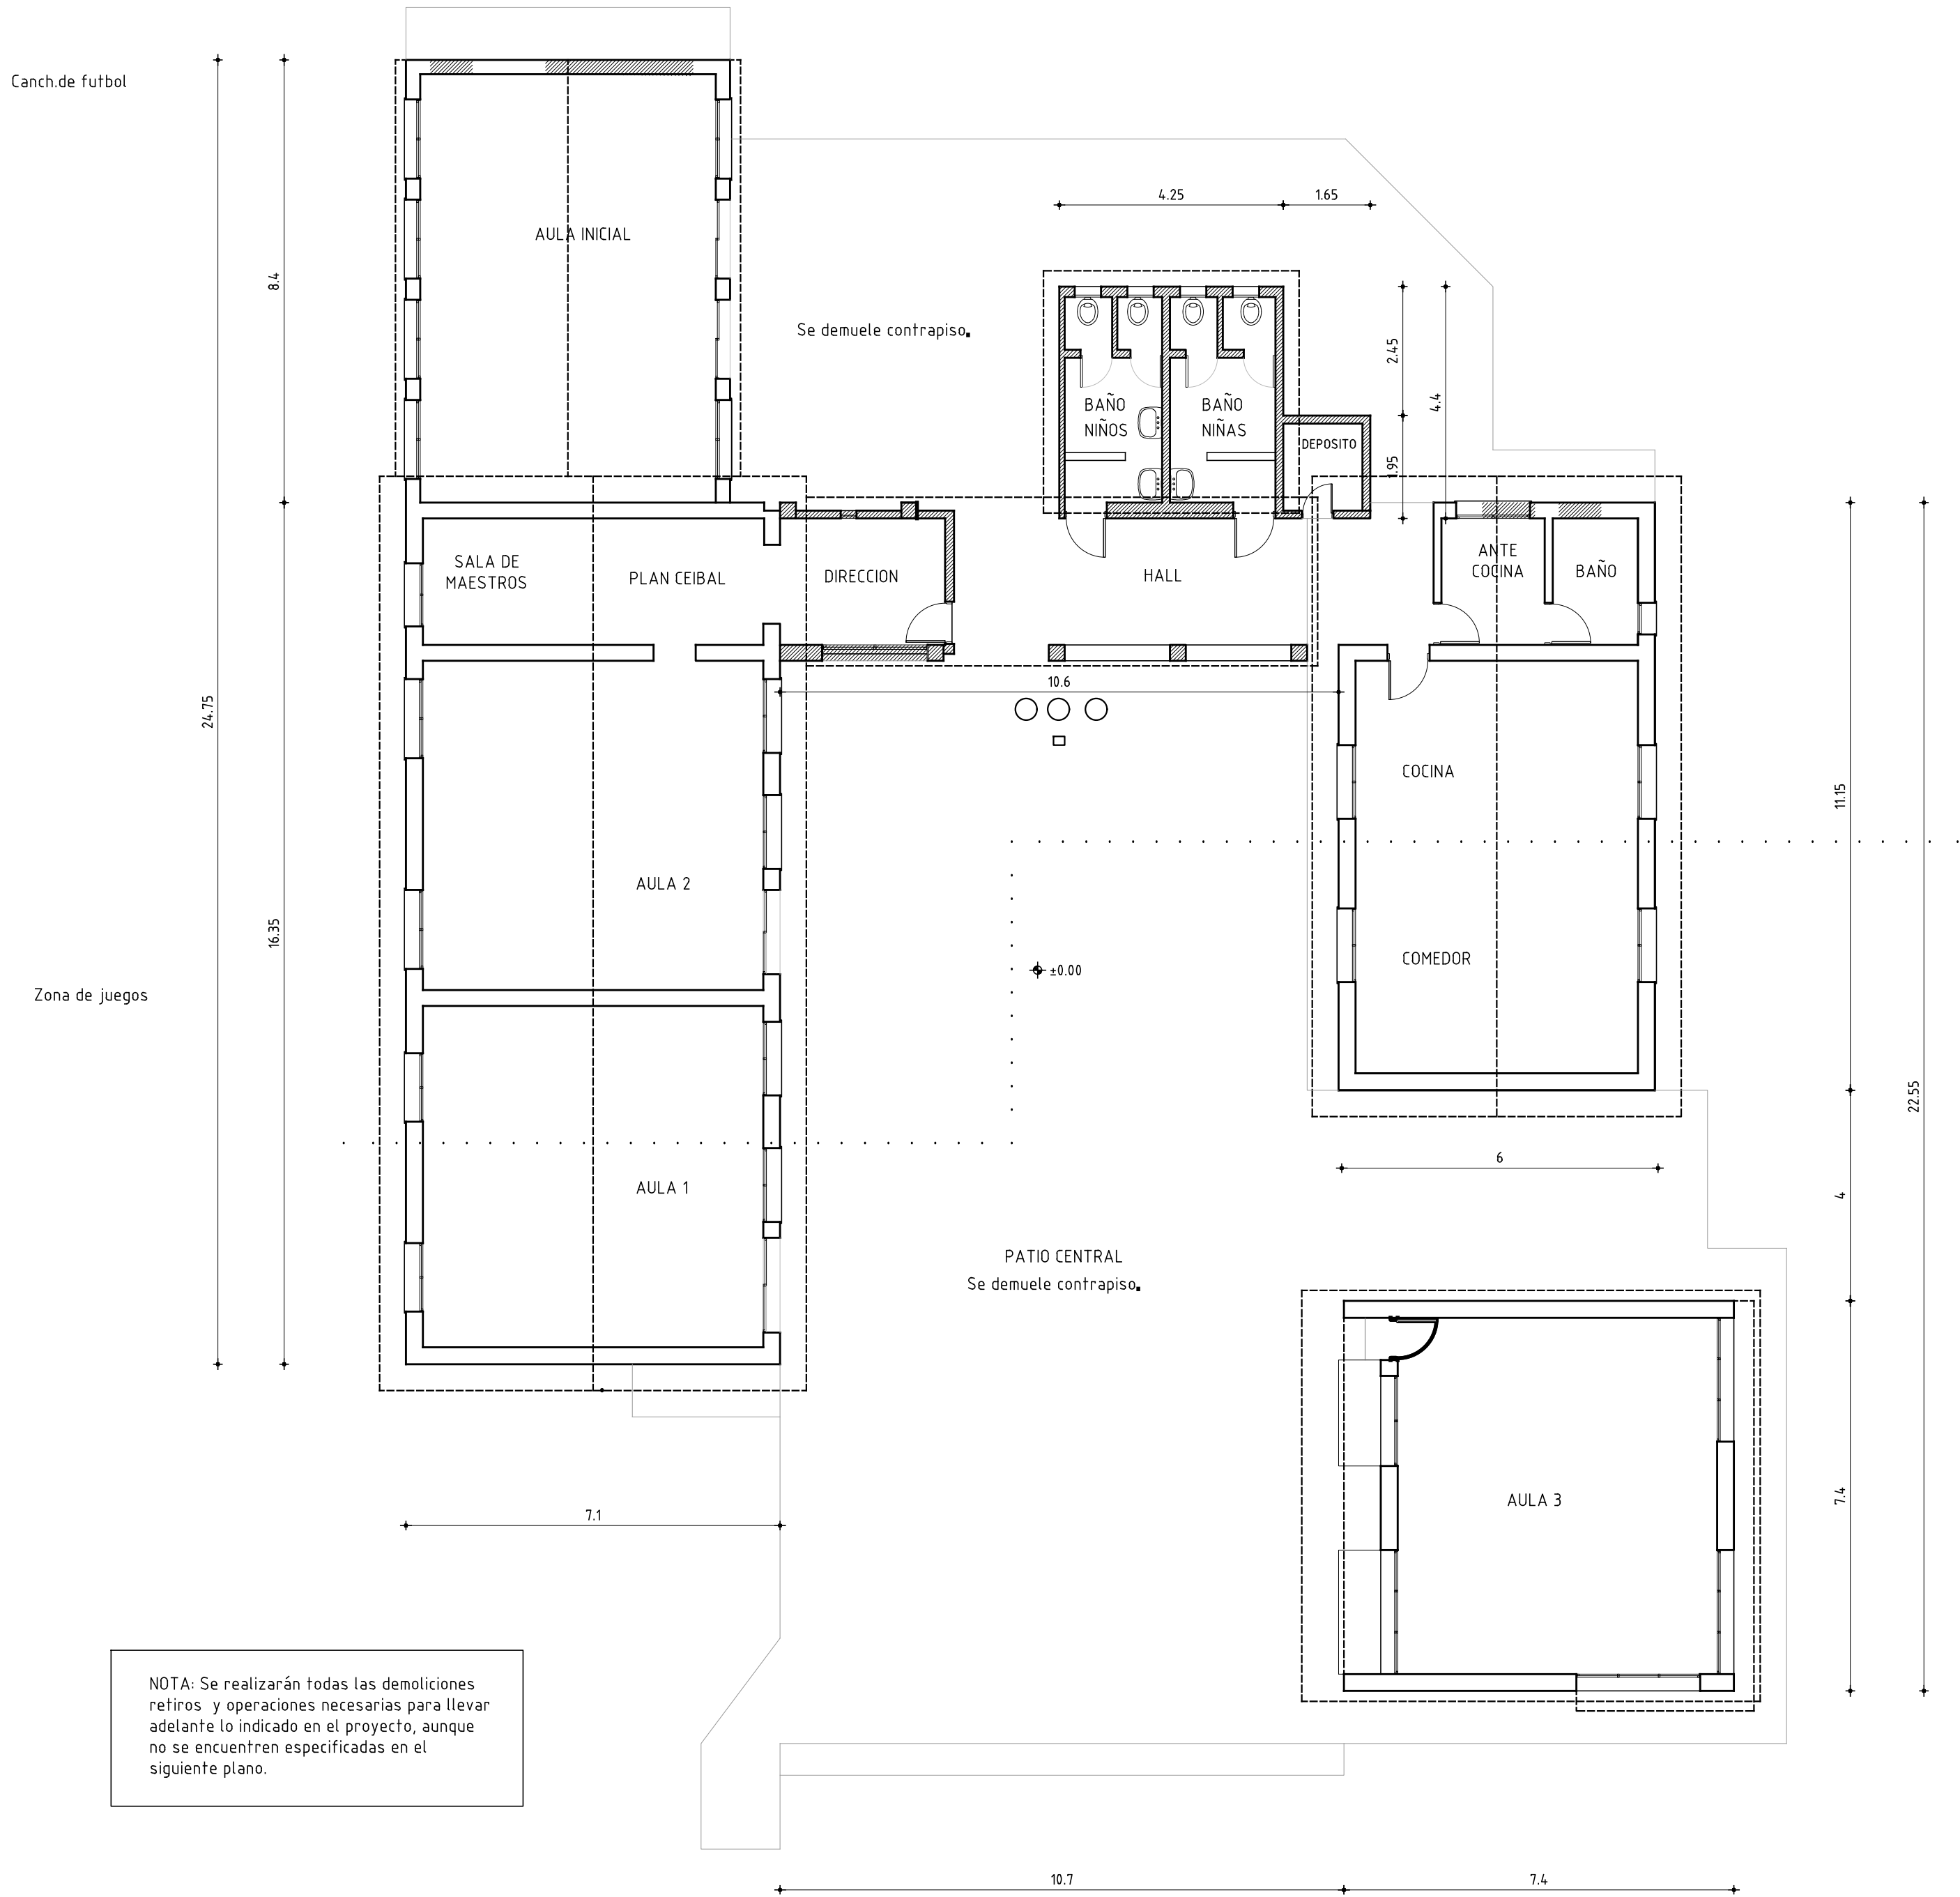 Canch.de futbol
4.25
1.65
AULA INICIAL
8.4
Se demuele contrapiso.
2.45
4.4
BAÑO
NIÑOS
BAÑO
NIÑAS
DEPOSITO
1.95
SALA DE
MAESTROS
PLAN CEIBAL
DIRECCION
HALL
ANTE
COCINA
BAÑO
10.6
24.75
COCINA
11.15
AULA 2
16.35
COMEDOR
±0.00
Zona de juegos
22.55
6
AULA 1
4
PATIO CENTRAL
Se demuele contrapiso.
AULA 3
7.4
7.1
NOTA: Se realizarán todas las demoliciones
retiros y operaciones necesarias para llevar
adelante lo indicado en el proyecto, aunque
no se encuentren especificadas en el
siguiente plano.
10.7
7.4